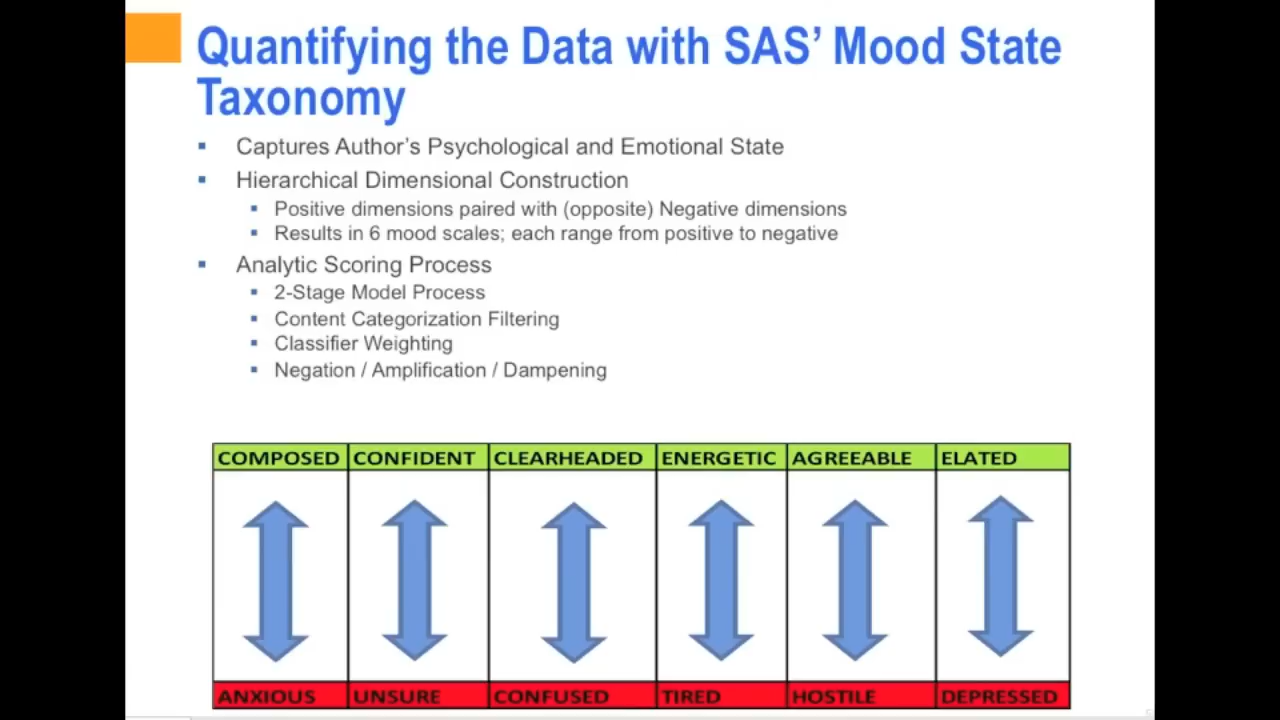 Quantifying the Data with SAS’ Mood State
Taxonomy
Captures Author’s Psychological and Emotional State
Hierarchical Dimensional Construction
Positive dimensions paired with (opposite) Negative dimensions
Results in 6 mood scales; each range from positive to negative
Analytic Scoring Process
2-Stage Model Process
Content Categorization Filtering
Classifier Weighting
Negation / Amplification / Dampening
COMPOSED CONFIDENT CLEARHEADED ENERGETIC AGREEABLE ELATED
ANXIOUS UNSURE CONFUSED TIRED HOSTILE DEPRESSED